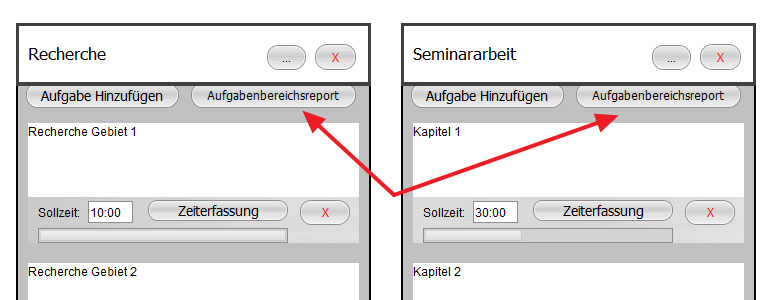 Recherche
... X
Aufgabe Hinzufügen Aufgabenbereichsreport
Recherche Gebiet 1
Sollzeit: 10:00 Zeiterfassung X
Recherche Gebiet 2
Seminararbeit
... X
Aufgabe Hinzufügen Aufgabenbereichsreport
Kapitel 1
Sollzeit: 30:00 Zeiterfassung X
Kapitel 2